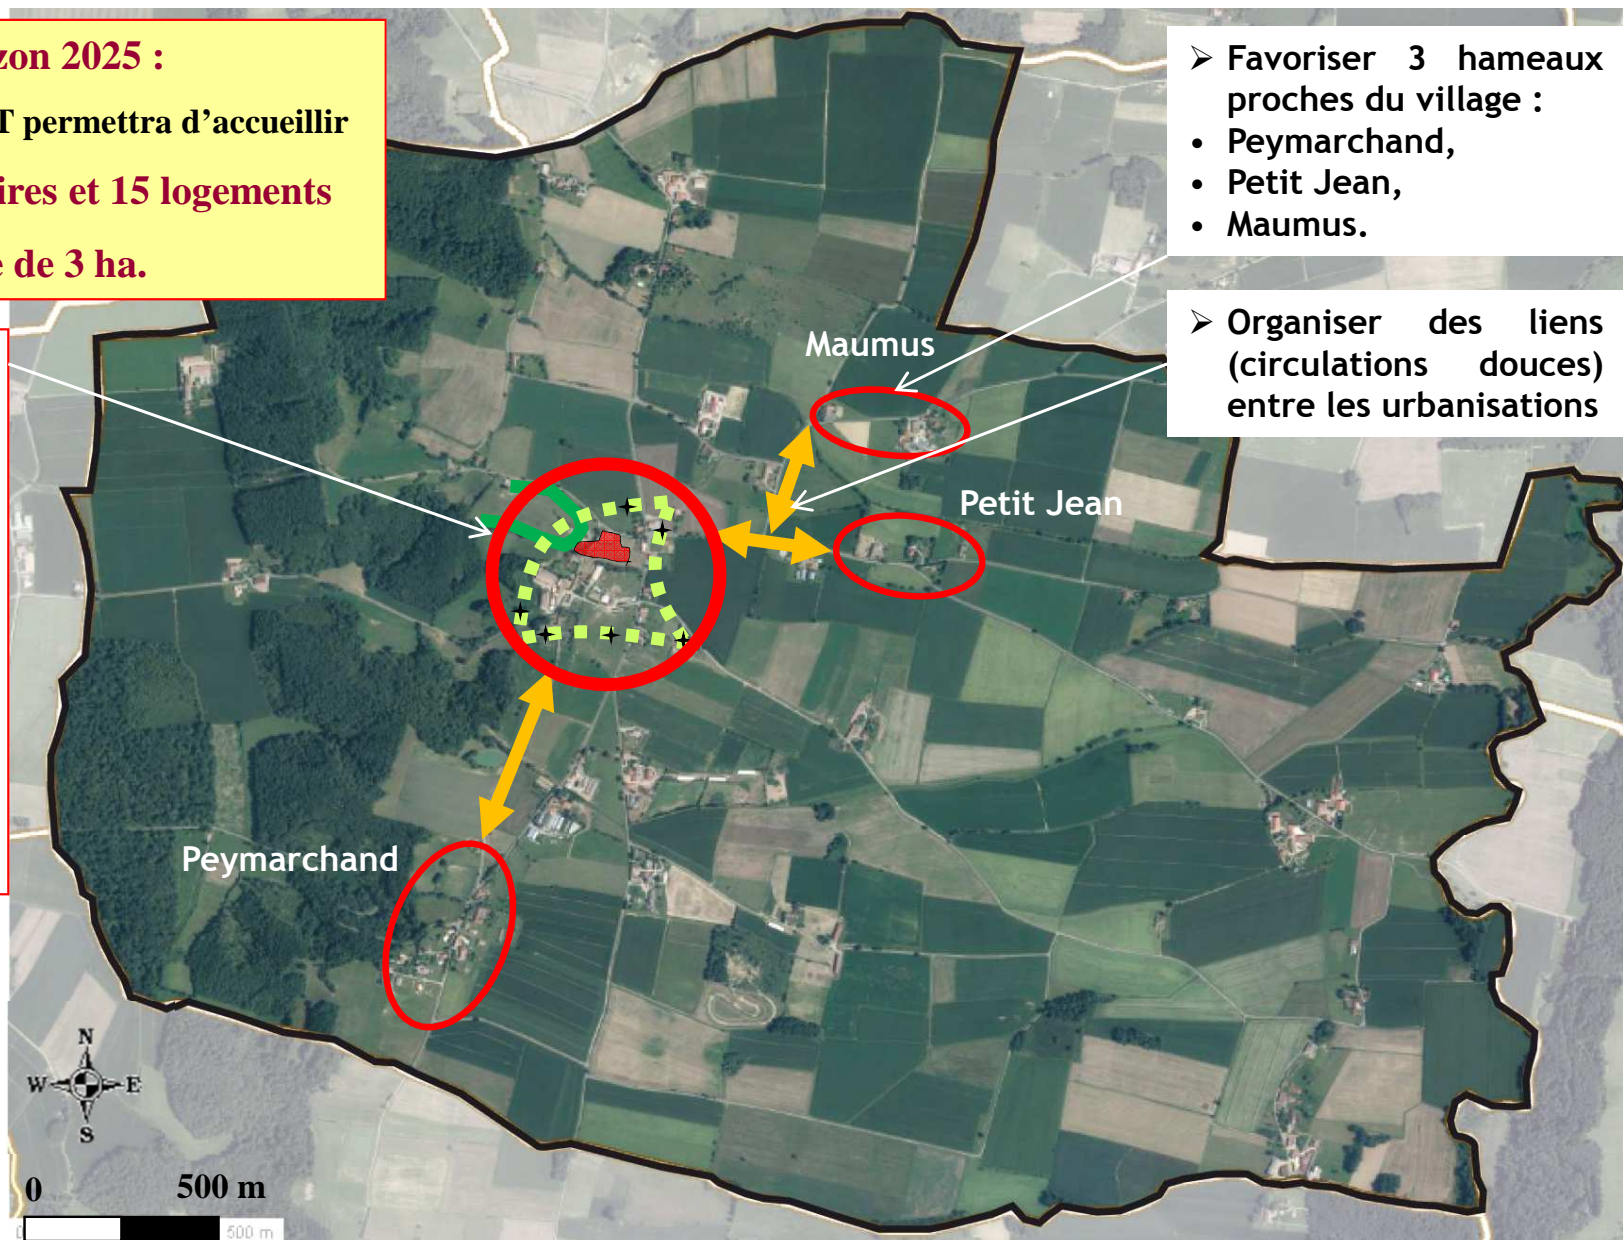 zon 2025 :
T permettra d’accueillir
ires et 15 logements
e de 3 ha.
➢ Favoriser 3 hameaux
proches du village :
• Peymarchand,
• Petit Jean,
• Maumus.
➢ Organiser des liens
(circulations douces)
entre les urbanisations
Maumus
Petit Jean
Peymarchand
N
W E
S
0 500 m
0 500 m